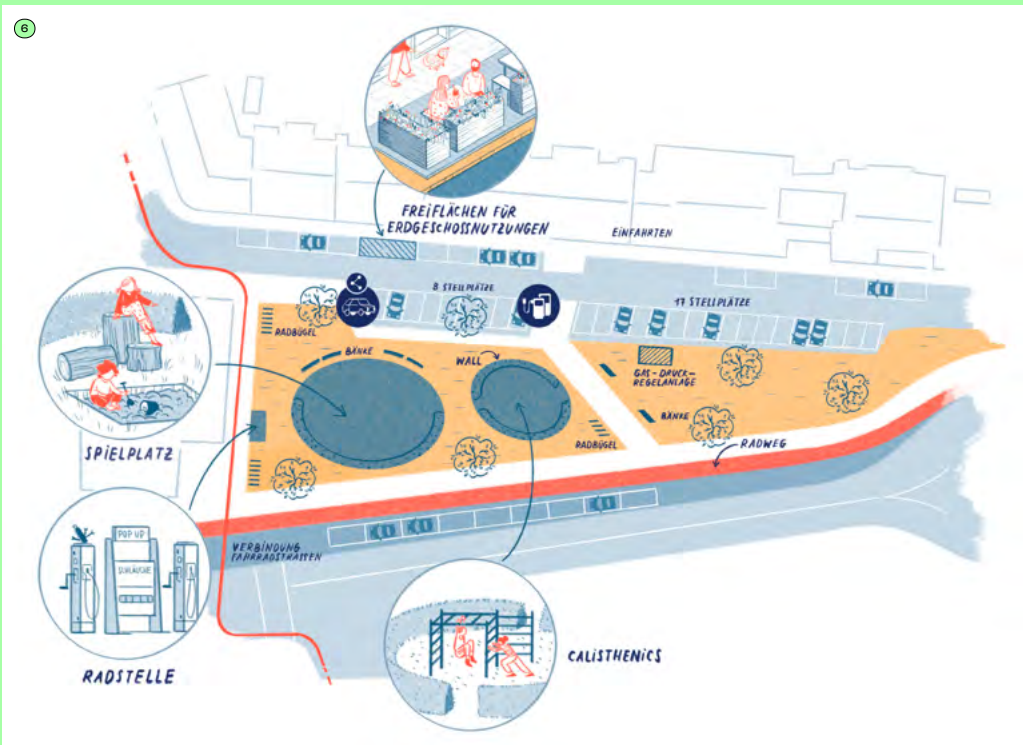 6
FREIFLÄCHEN FÜR
ERDGESCHOSSNUTZUNGEN
EINFAHRTEN
8 STELLPLÄTZE
17 STELLPLÄTZE
RADBÜGEL
BÄNKE
WALL
GAS-DRUCK-
REGELANLAGE
BÄNKE
RADBÜGEL
RADWEG
SPIELPLATZ
POP UP
SCHLÄUCHE
VERBINDUNG
FAHRRADSTRASSEN
RADSTELLE
CALISTHENICS